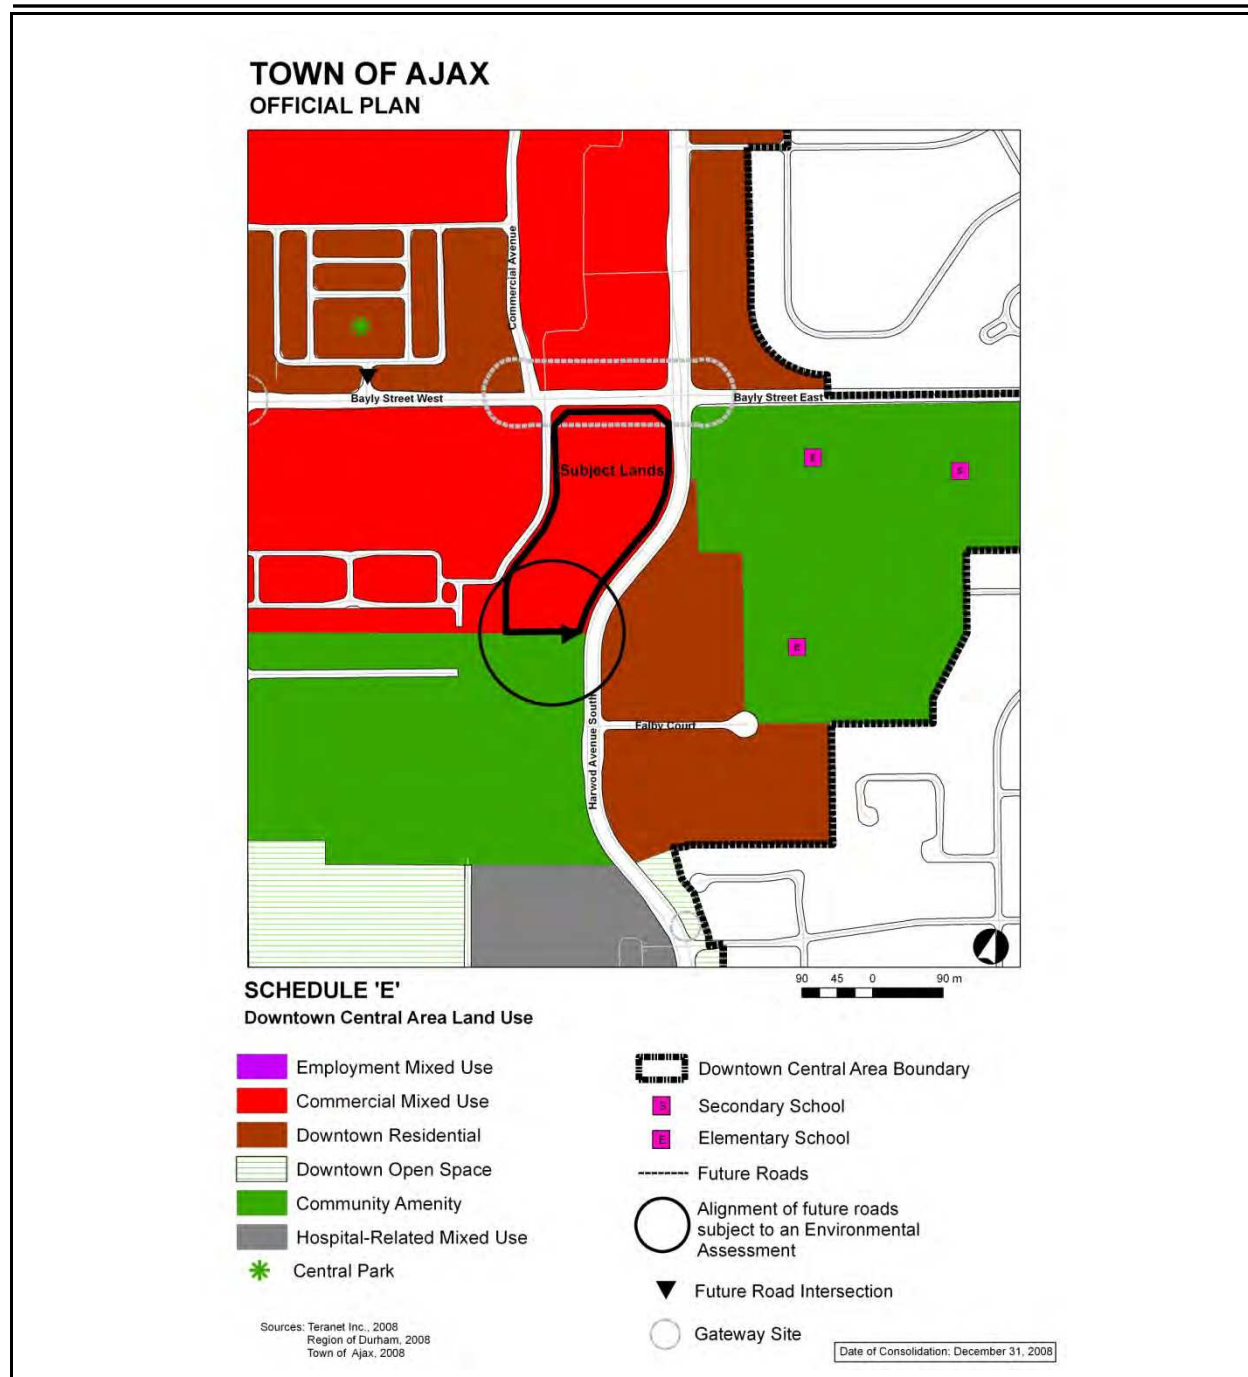 TOWN OF AJAX
OFFICIAL PLAN
Commercial Avenue
Bayly Street West
Bayly Street East
Subject Lands
E
S
E
Harwod Avenue South
Falby Court
90 45 0 90 m
SCHEDULE 'E'
Downtown Central Area Land Use
Employment Mixed Use
Commercial Mixed Use
Downtown Residential
Downtown Open Space
Community Amenity
Hospital-Related Mixed Use
Central Park
Downtown Central Area Boundary
S
Secondary School
E
Elementary School
Future Roads
Alignment of future roads
subject to an Environmental
Assessment
Future Road Intersection
Gateway Site
Sources: Teranet Inc., 2008
Region of Durham, 2008
Town of Ajax, 2008
Date of Consolidation: December 31, 2008